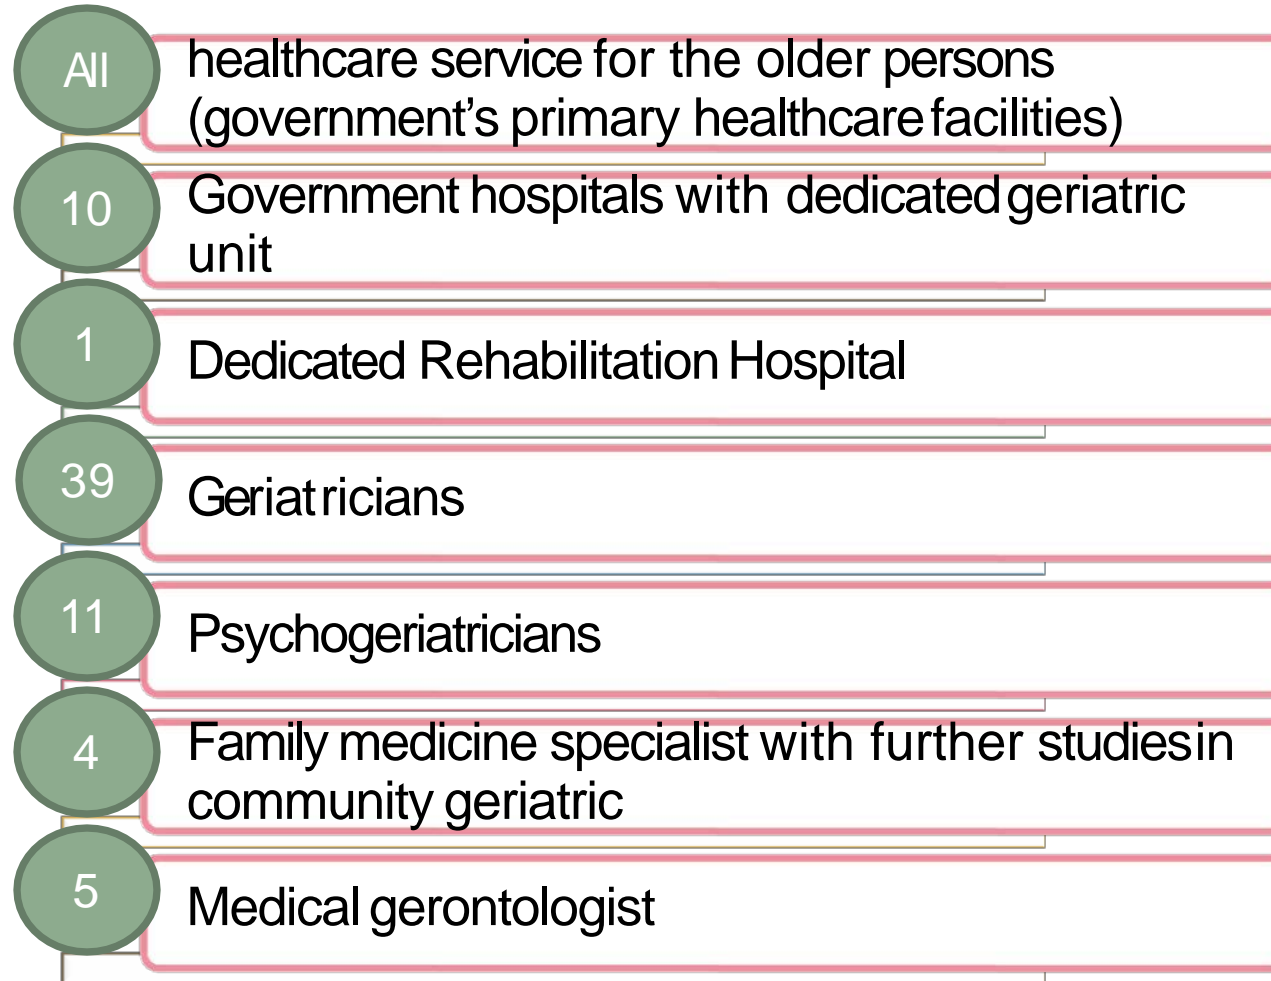 All
healthcare service for the older persons
(government's primary healthcare facilities)
10
Government hospitals with dedicated geriatric
unit
1
Dedicated Rehabilitation Hospital
39
Geriatricians
11
Psychogeriatricians
4
Family medicine specialist with further studies in
community geriatric
5
Medical gerontologist